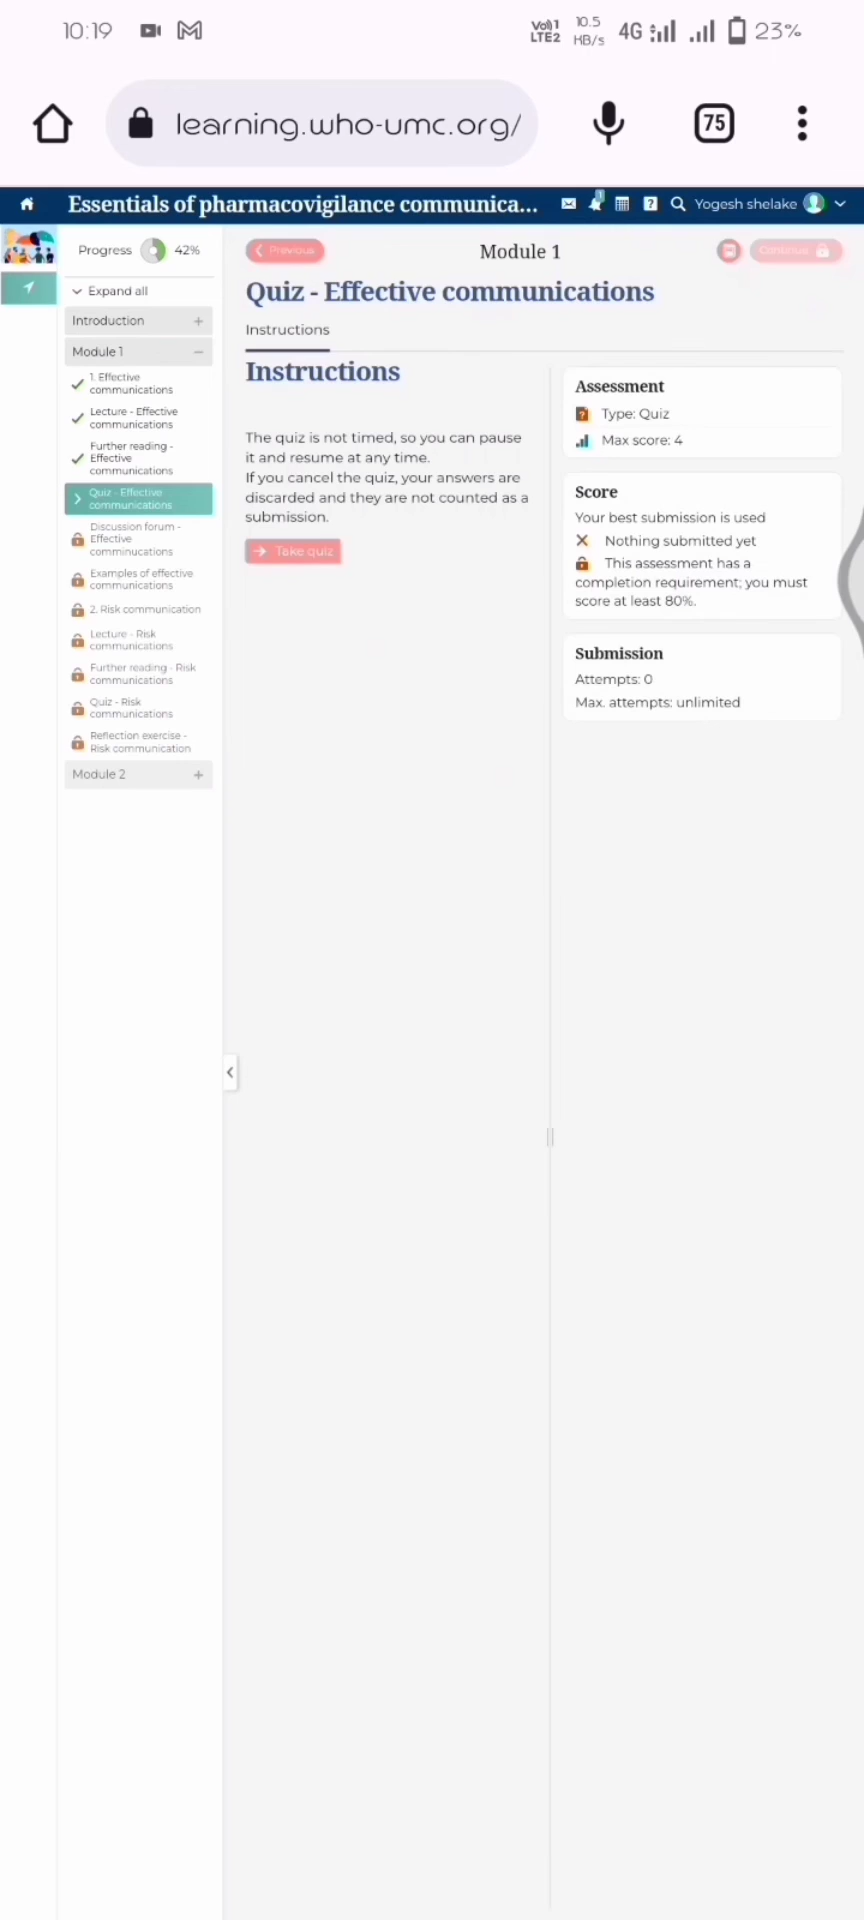 10:19
Vo))1 LTE2
10.5 KB/s
4G
23%
learning.who-umc.org/
75
Essentials of pharmacovigilance communica...
1
Yogesh shelake
Progress 42%
Expand all
Introduction
Module 1
1. Effective
communications
Lecture - Effective
communications
Further reading -
Effective
communications
Quiz - Effective
communications
Discussion forum -
Effective
comminucations
Examples of effective
communications
2. Risk communication
Lecture - Risk
communications
Further reading - Risk
communications
Quiz - Risk
communications
Reflection exercise -
Risk communication
Module 2
Previous
Module 1
Continue
Quiz - Effective communications
Instructions
Instructions
The quiz is not timed, so you can pause
it and resume at any time.
If you cancel the quiz, your answers are
discarded and they are not counted as a
submission.
Take quiz
Assessment
Type: Quiz
Max score: 4
Score
Your best submission is used
Nothing submitted yet
This assessment has a
completion requirement; you must
score at least 80%.
Submission
Attempts: 0
Max. attempts: unlimited